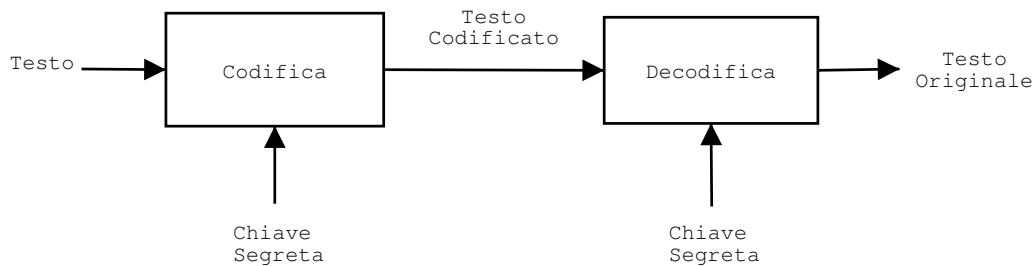 Testo
Codifica
Testo
Codificato
Decodifica
Testo
Originale
Chiave
Segreta
Chiave
Segreta